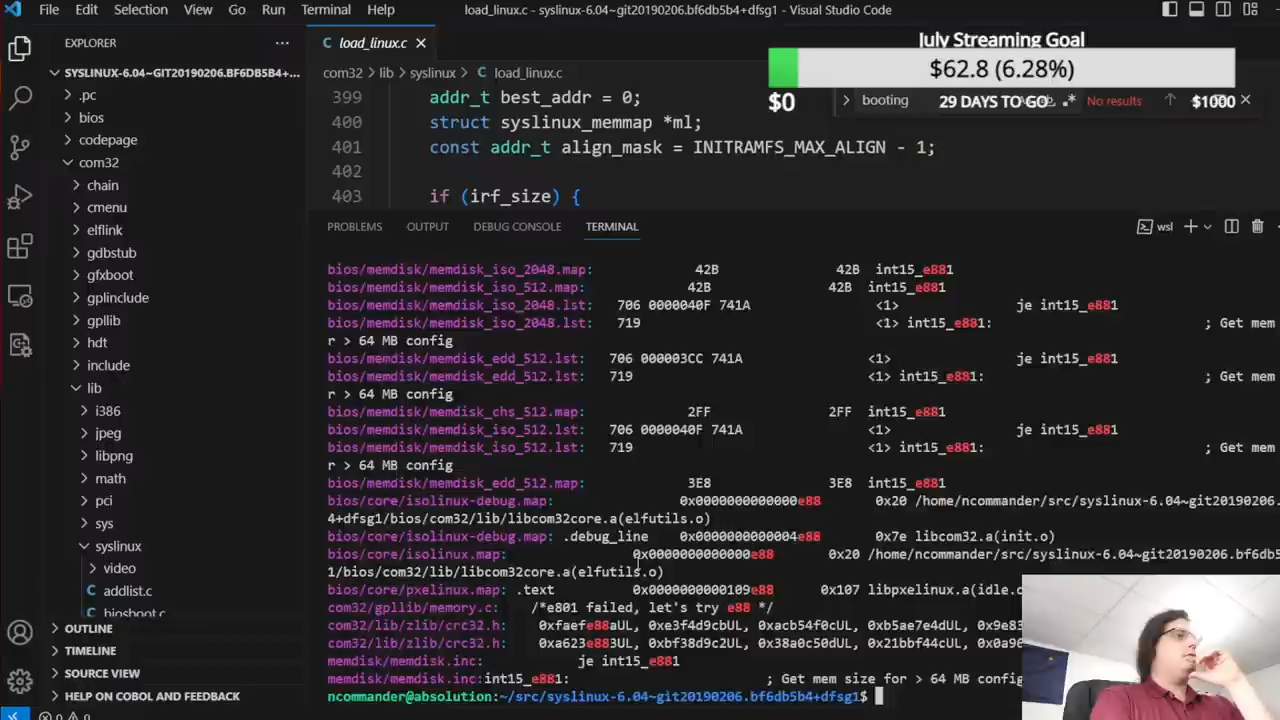 File Edit Selection View Go Run Terminal Help load_linux.c - syslinux-6.04~git20190206.bf6db5b4+dfsg1 - Visual Studio Code
EXPLORER
SYSLINUX-6.04~GIT20190206.BF6DB5B4+...
.pc
bios
codepage
com32
chain
cmenu
elflink
gdbstub
gfxboot
gplinclude
gpllib
hdt
include
lib
i386
jpeg
libpng
math
pci
sys
syslinux
video
addlist.c
biosboot.c
OUTLINE
TIMELINE
SOURCE VIEW
HELP ON COBOL AND FEEDBACK
0 0
load_linux.c
com32 > lib > syslinux > load_linux.c
July Streaming Goal
$62.8 (6.28%)
$0 29 DAYS TO GO $1000
booting
.* No results
399 addr_t best_addr = 0;
400 struct syslinux_memmap *ml;
401 const addr_t align_mask = INITRAMFS_MAX_ALIGN - 1;
402
403 if (irf_size) {
PROBLEMS OUTPUT DEBUG CONSOLE TERMINAL
wsl
bios/memdisk/memdisk_iso_2048.map: 42B 42B int15_e881
bios/memdisk/memdisk_iso_512.map: 42B 42B int15_e881
bios/memdisk/memdisk_iso_2048.lst: 706 0000040F 741A <1> je int15_e881
bios/memdisk/memdisk_iso_2048.lst: 719 <1> int15_e881: ; Get mem
r > 64 MB config
bios/memdisk/memdisk_edd_512.lst: 706 000003CC 741A <1> je int15_e881
bios/memdisk/memdisk_edd_512.lst: 719 <1> int15_e881: ; Get mem
r > 64 MB config
bios/memdisk/memdisk_chs_512.map: 2FF 2FF int15_e881
bios/memdisk/memdisk_iso_512.lst: 706 0000040F 741A <1> je int15_e881
bios/memdisk/memdisk_iso_512.lst: 719 <1> int15_e881: ; Get mem
r > 64 MB config
bios/memdisk/memdisk_edd_512.map: 3E8 3E8 int15_e881
bios/core/isolinux-debug.map: 0x0000000000000e88 0x20 /home/ncommander/src/syslinux-6.04~git20190206.
4+dfsg1/bios/com32/lib/libcom32core.a(elfutils.o)
bios/core/isolinux-debug.map: .debug_line 0x0000000000004e88 0x7e libcom32.a(init.o)
bios/core/isolinux.map: 0x0000000000000e88 0x20 /home/ncommander/src/syslinux-6.04~git20190206.bf6db5
1/bios/com32/lib/libcom32core.a(elfutils.o)
bios/core/pxelinux.map: .text 0x0000000000109e88 0x107 libpxelinux.a(idle.o
com32/gpllib/memory.c: /*e801 failed, let's try e88 */
com32/lib/zlib/crc32.h: 0xfaefe88aUL, 0xe3f4d9cbUL, 0xacb54f0cUL, 0xb5ae7e4dUL, 0x9e83
com32/lib/zlib/crc32.h: 0xa623e883UL, 0xbf38d9c2UL, 0x38a0c50dUL, 0x21bbf44cUL, 0x0a96
memdisk/memdisk.inc: je int15_e881
memdisk/memdisk.inc:int15_e881: ; Get mem size for > 64 MB config
ncommander@absolution:~/src/syslinux-6.04~git20190206.bf6db5b4+dfsg1$